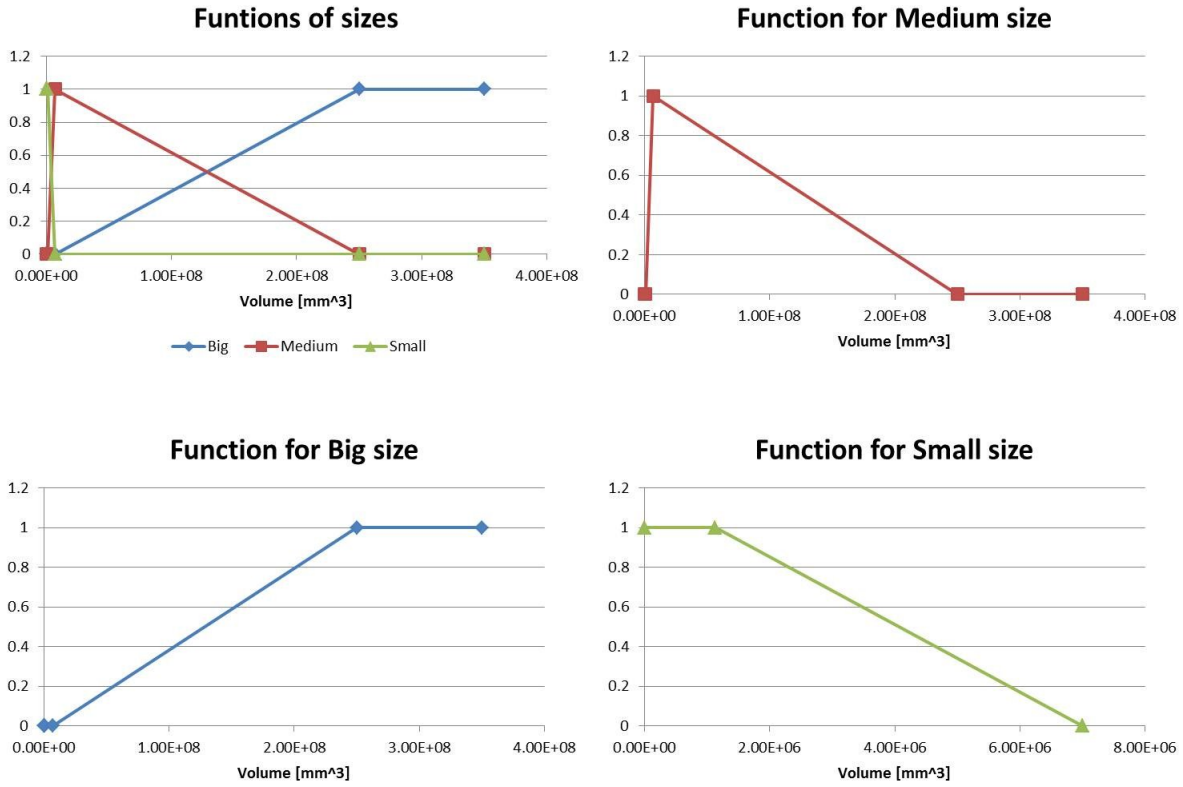 Funtions of sizes
1.2
1
0.8
0.6
0.4
0.2
0
0.00E+00 1.00E+08 2.00E+08 3.00E+08 4.00E+08
Volume [mm^3]
Big Medium Small
Function for Medium size
1.2
1
0.8
0.6
0.4
0.2
0
0.00E+00 1.00E+08 2.00E+08 3.00E+08 4.00E+08
Volume [mm^3]
Function for Big size
1.2
1
0.8
0.6
0.4
0.2
0
0.00E+00 1.00E+08 2.00E+08 3.00E+08 4.00E+08
Volume [mm^3]
Function for Small size
1.2
1
0.8
0.6
0.4
0.2
0
0.00E+00 2.00E+06 4.00E+06 6.00E+06 8.00E+06
Volume [mm^3]